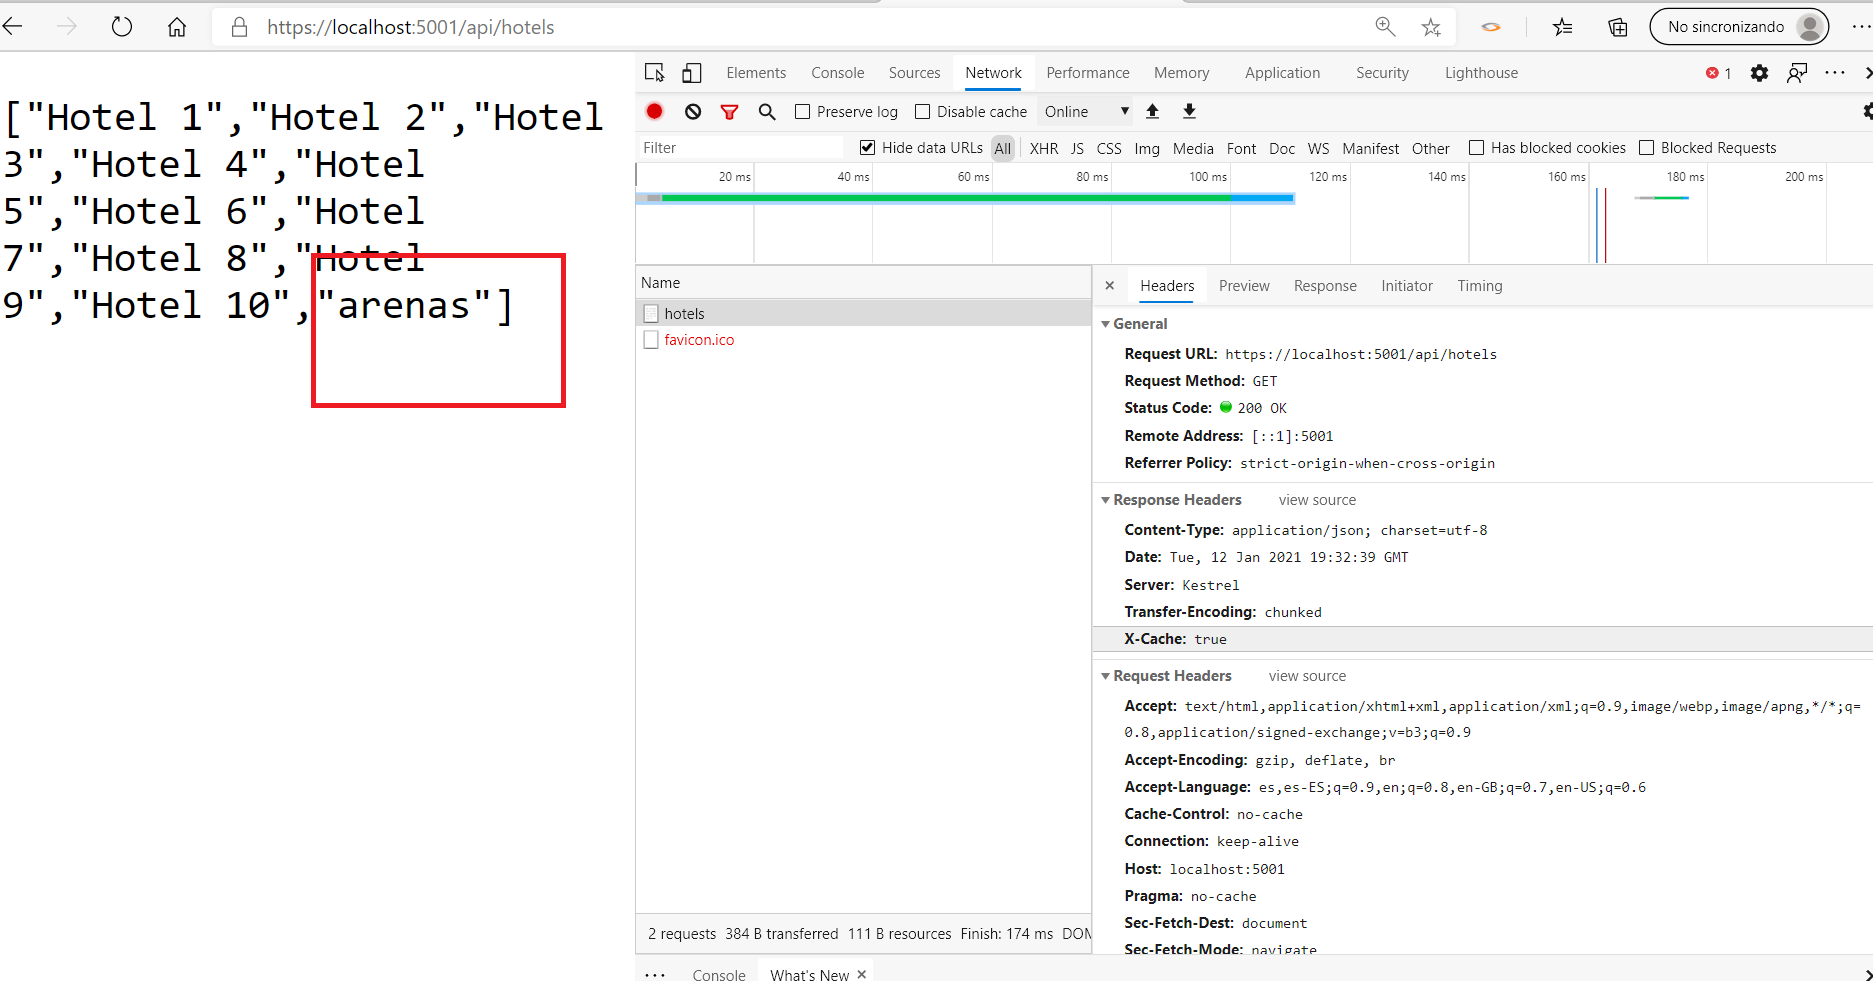 https://localhost:5001/api/hotels
No sincronizando
["Hotel 1","Hotel 2","Hotel
3","Hotel 4","Hotel
5","Hotel 6","Hotel
7","Hotel 8","Hotel
9","Hotel 10","arenas"]
Elements Console Sources Network Performance Memory Application Security Lighthouse 1
Preserve log Disable cache Online
Filter Hide data URLs All XHR JS CSS Img Media Font Doc WS Manifest Other Has blocked cookies Blocked Requests
20 ms 40 ms 60 ms 80 ms 100 ms 120 ms 140 ms 160 ms 180 ms 200 ms
Name
hotels
favicon.ico
Headers Preview Response Initiator Timing
General
Request URL: https://localhost:5001/api/hotels
Request Method: GET
Status Code: 200 OK
Remote Address: [::1]:5001
Referrer Policy: strict-origin-when-cross-origin
Response Headers view source
Content-Type: application/json; charset=utf-8
Date: Tue, 12 Jan 2021 19:32:39 GMT
Server: Kestrel
Transfer-Encoding: chunked
X-Cache: true
Request Headers view source
Accept: text/html,application/xhtml+xml,application/xml;q=0.9,image/webp,image/apng,*/*;q=
0.8,application/signed-exchange;v=b3;q=0.9
Accept-Encoding: gzip, deflate, br
Accept-Language: es,es-ES;q=0.9,en;q=0.8,en-GB;q=0.7,en-US;q=0.6
Cache-Control: no-cache
Connection: keep-alive
Host: localhost:5001
Pragma: no-cache
Sec-Fetch-Dest: document
Sec-Fetch-Mode: navigate
2 requests 384 B transferred 111 B resources Finish: 174 ms DOM
Console What's New